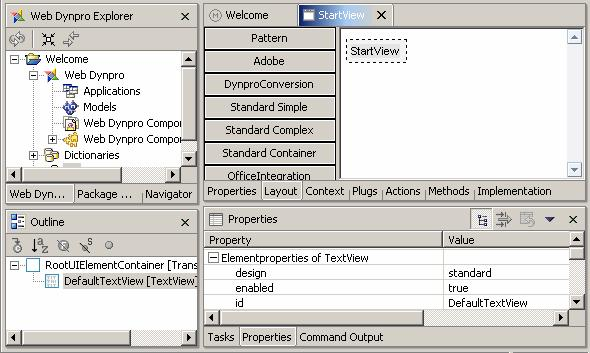 Web Dynpro Explorer
Welcome
Web Dynpro
Applications
Models
Web Dynpro Compo
Web Dynpro Compor
Dictionaries
Web Dyn... Package ... Navigator
Outline
RootUIElementContainer [Trans
DefaultTextView [TextView]
Welcome StartView
Pattern
Adobe
DynproConversion
Standard Simple
Standard Complex
Standard Container
OfficeIntegration
StartView
Properties Layout Context Plugs Actions Methods Implementation
Properties
Property Value
Elementproperties of TextView
design standard
enabled true
id DefaultTextView
Tasks Properties Command Output